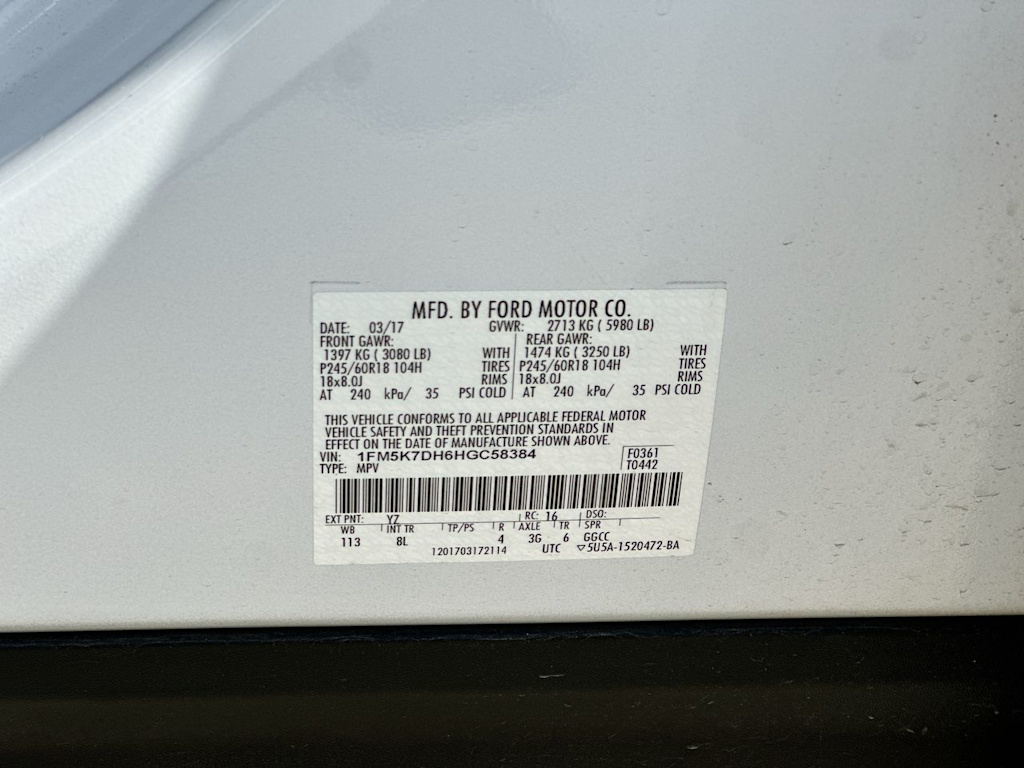 MFD. BY FORD MOTOR CO.
DATE: 03/17 GVWR: 2713 KG ( 5980 LB)
FRONT GAWR: REAR GAWR:
1397 KG ( 3080 LB) WITH 1474 KG ( 3250 LB) WITH
P245/60R18 104H TIRES P245/60R18 104H TIRES
18x8.0J RIMS 18x8.0J RIMS
AT 240 kPa/ 35 PSI COLD AT 240 kPa/ 35 PSI COLD
THIS VEHICLE CONFORMS TO ALL APPLICABLE FEDERAL MOTOR
VEHICLE SAFETY AND THEFT PREVENTION STANDARDS IN
EFFECT ON THE DATE OF MANUFACTURE SHOWN ABOVE.
VIN: 1FM5K7DH6HGC58384 F0361
TYPE: MPV T0442
EXT PNT: YZ RC: 16 DSO:
WB INT TR TP/PS R AXLE TR SPR
113 8L 4 3G 6 GGCC
1201703172114 UTC ▽5U5A-1520472-BA